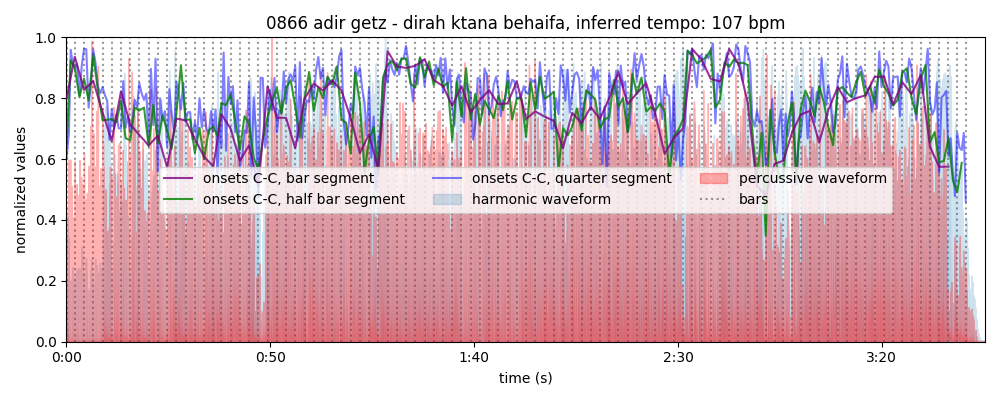 0866 adir getz - dirah ktana behaifa, inferred tempo: 107 bpm
normalized values
1.0
0.8
0.6
0.4
0.2
0.0
onsets C-C, bar segment
onsets C-C, half bar segment
onsets C-C, quarter segment
harmonic waveform
percussive waveform
bars
0:00
0:50
1:40
2:30
3:20
time (s)